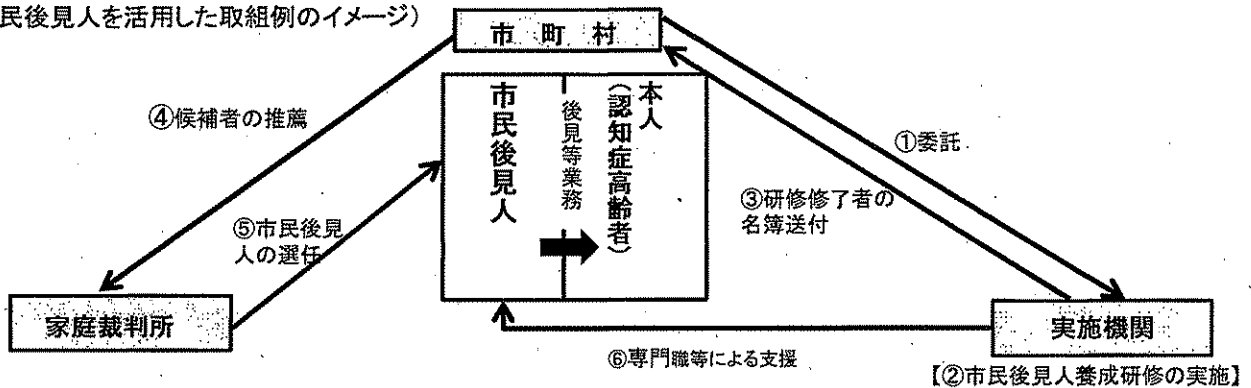 民後見人を活用した取組例のイメージ）
市 町 村
④候補者の推薦
①委託
市民後見人
後見等業務
本人
（認知症高齢者）
③研修修了者の
名簿送付
⑤市民後見
人の選任
家庭裁判所
実施機関
⑥専門職等による支援
【②市民後見人養成研修の実施】